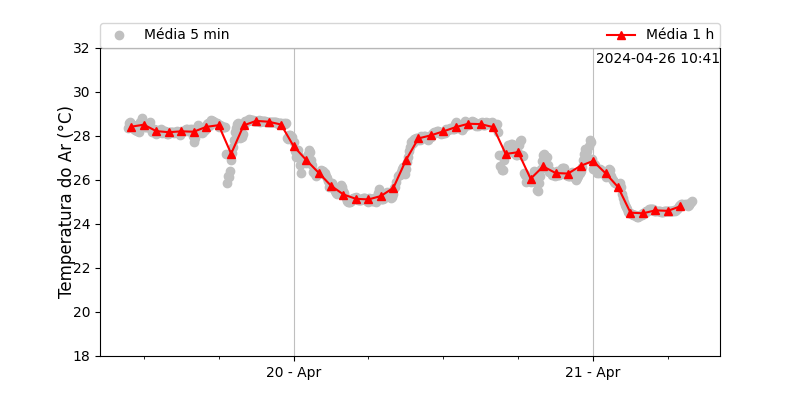 Média 5 min
Média 1 h
2024-04-26 10:41
Temperatura do Ar (°C)
32
30
28
26
24
22
20
18
20 - Apr
21 - Apr